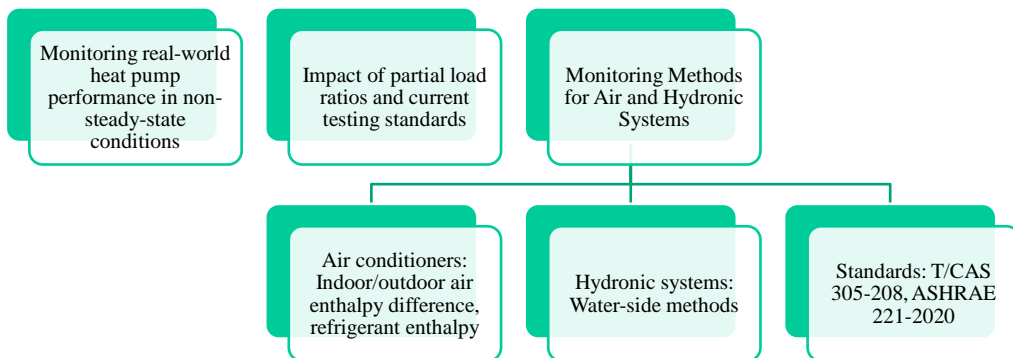 Monitoring real-world
heat pump
performance in non-
steady-state
conditions
Impact of partial load
ratios and current
testing standards
Monitoring Methods
for Air and Hydronic
Systems
Air conditioners:
Indoor/outdoor air
enthalpy difference,
refrigerant enthalpy
Hydronic systems:
Water-side methods
Standards: T/CAS
305-208, ASHRAE
221-2020